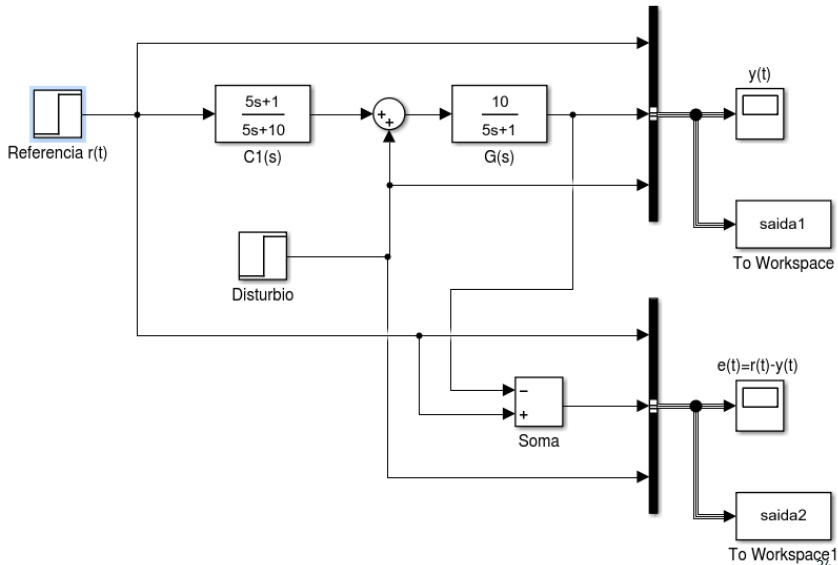 y(t)
5s+1
5s+10
10
5s+1
Referencia r(t)
C1(s)
G(s)
saida1
To Workspace
Disturbio
e(t)=r(t)-y(t)
−
+
Soma
saida2
To Workspace1